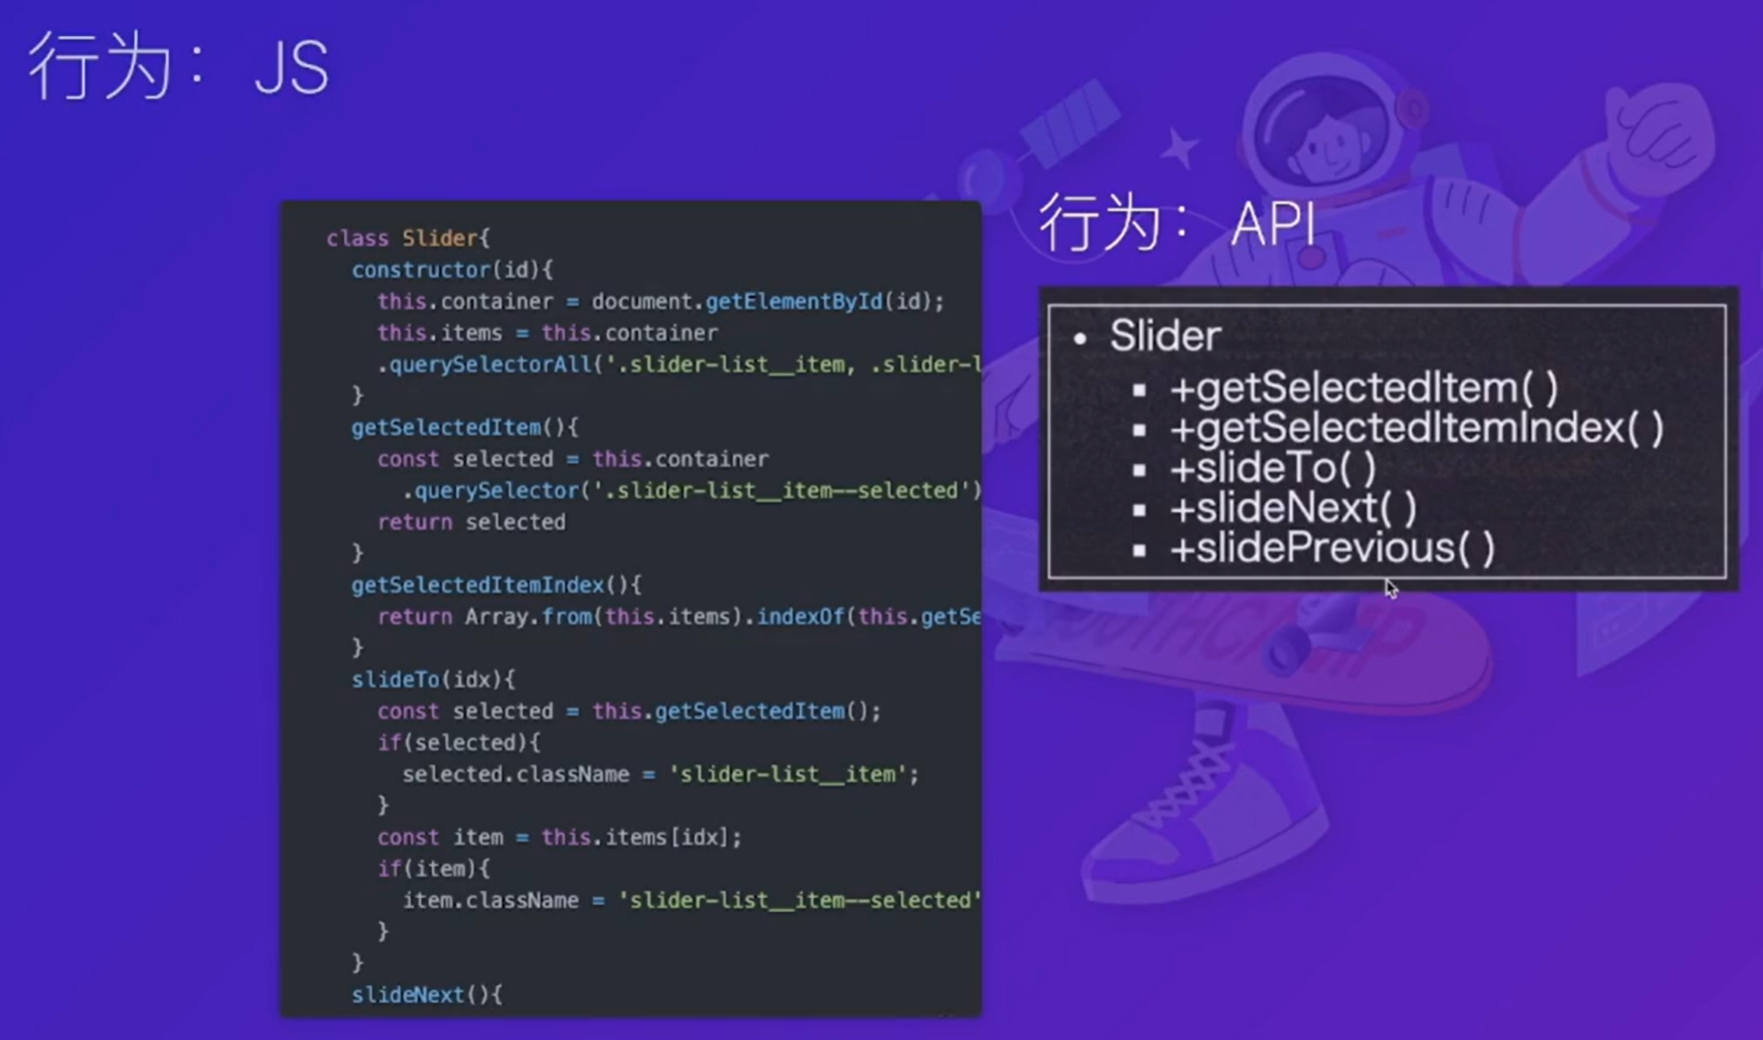 行为：JS
class Slider{
constructor(id){
this.container = document.getElementById(id);
this.items = this.container
.querySelectorAll('.slider-list__item, .slider-l
}
getSelectedItem(){
const selected = this.container
.querySelector('.slider-list__item--selected')
return selected
}
getSelectedItemIndex(){
return Array.from(this.items).indexOf(this.getSe
}
slideTo(idx){
const selected = this.getSelectedItem();
if(selected){
selected.className = 'slider-list__item';
}
const item = this.items[idx];
if(item){
item.className = 'slider-list__item--selected'
}
}
slideNext(){
行为：API
• Slider
▪ +getSelectedItem( )
▪ +getSelectedItemIndex( )
▪ +slideTo( )
▪ +slideNext( )
▪ +slidePrevious( )